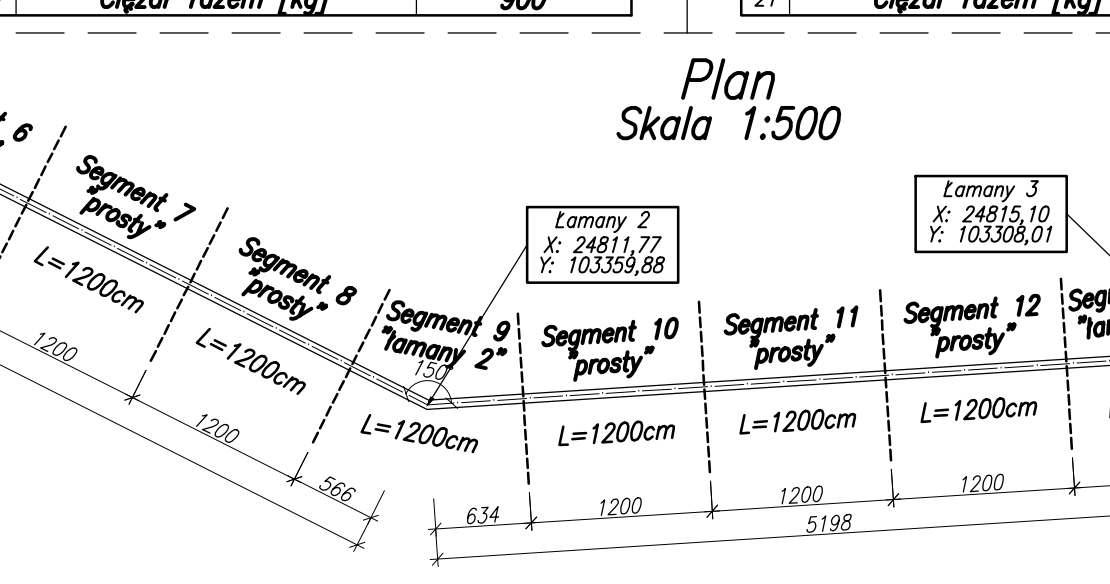 Ciężar razem [kg] 900
21 Ciężar razem [kg]
Plan
Skala 1:500
6
Segment 7
"prosty"
L=1200cm
1200
Segment 8
"prosty"
L=1200cm
1200
Segment 9
"łamany 2"
150
L=1200cm
566
Łamany 2
X: 24811,77
Y: 103359,88
Segment 10
"prosty"
L=1200cm
634
1200
Segment 11
"prosty"
L=1200cm
1200
Segment 12
"prosty"
L=1200cm
1200
5198
Łamany 3
X: 24815,10
Y: 103308,01